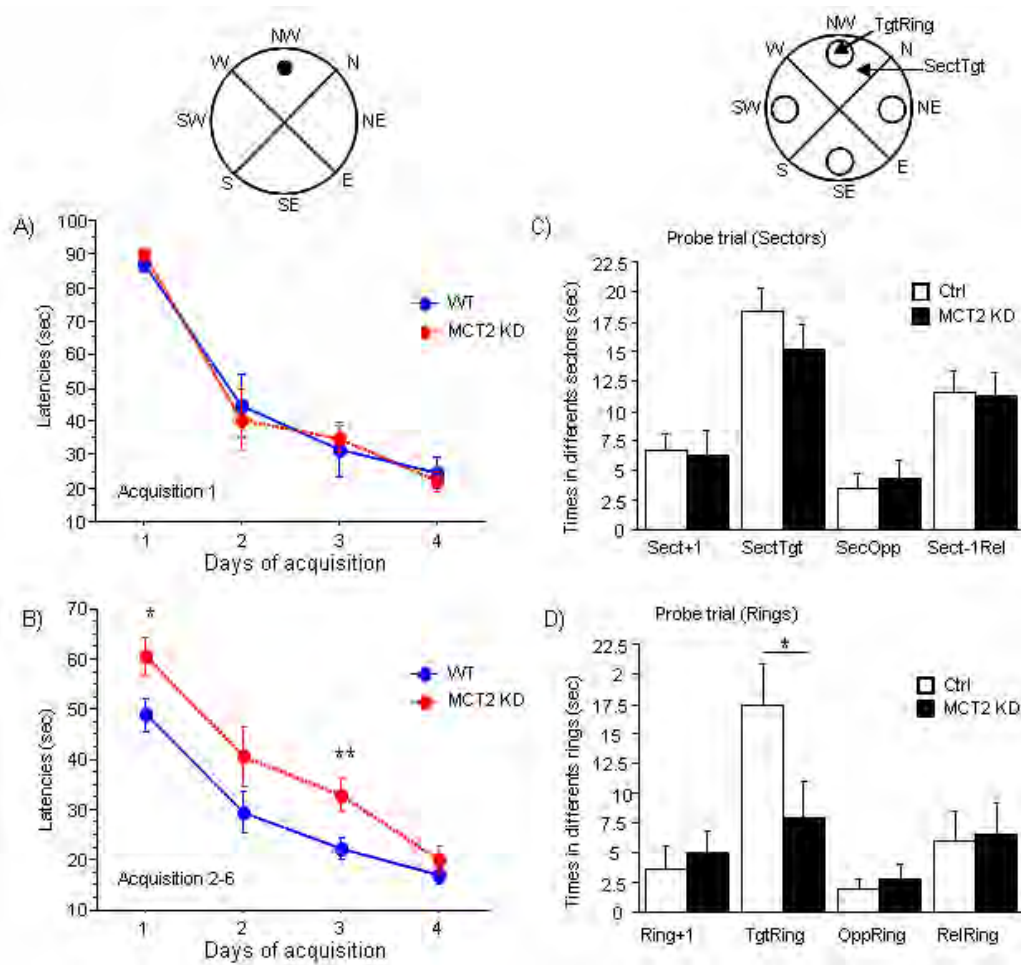 NW
W
N
SW
NE
S
E
SE
NW
TgtRing
W
N
SectTgt
SW
NE
S
E
SE
A)
100
90
80
70
60
50
40
30
20
10
Latencies (sec)
WT
MCT2 KD
Acquisition 1
1
2
3
4
Days of acquisition
C)
Probe trial (Sectors)
22.5
20
17.5
15
12.5
10
7.5
5
2.5
0
Times in differents sectors (sec)
Ctrl
MCT2 KD
Sect+1
SectTgt
SecOpp
Sect-1Rel
B)
70
60
50
40
30
20
10
Latencies (sec)
*
**
WT
MCT2 KD
Acquisition 2-6
1
2
3
4
Days of acquisition
D)
Probe trial (Rings)
22.5
2
17.5
15
12.5
10
7.5
5
2.5
0
Times in differents rings (sec)
*
Ctrl
MCT2 KD
Ring+1
TgtRing
OppRing
RelRing